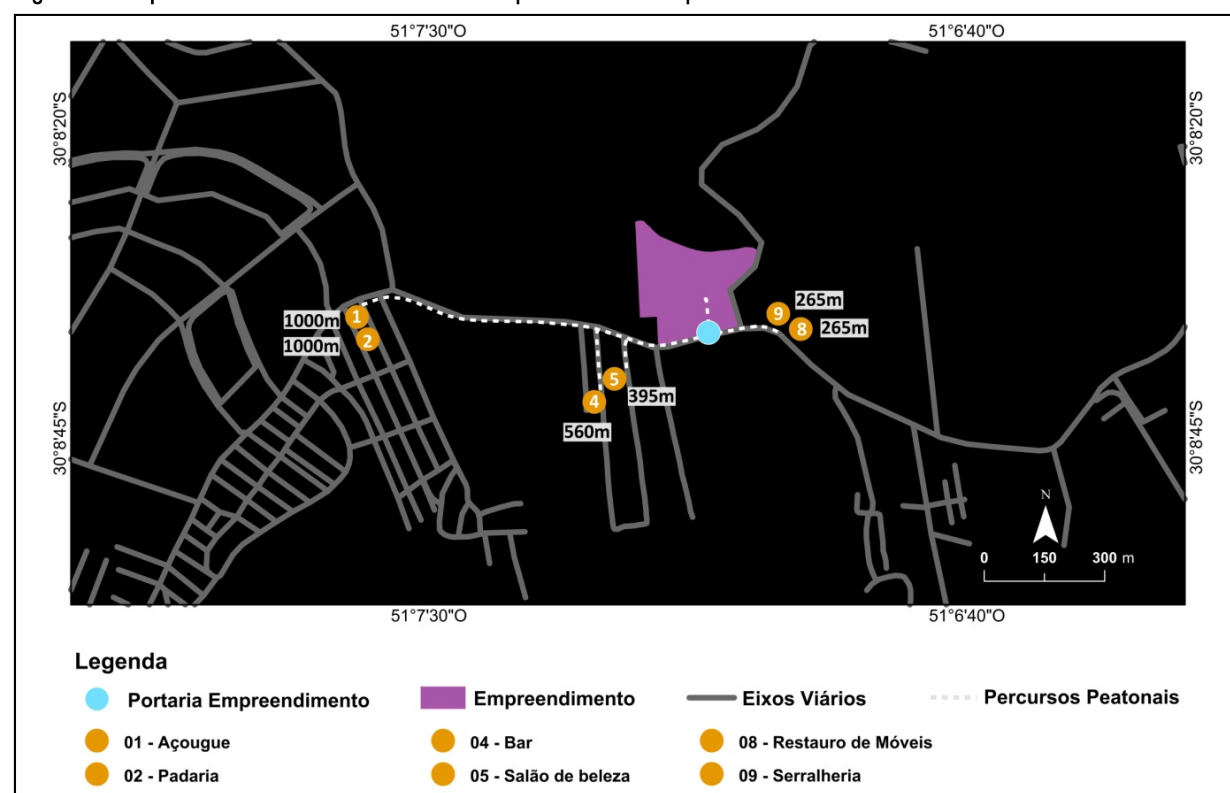 51°7'30"O 51°6'40"O
30°8'20"S 30°8'20"S
9 265m
1000m 1 8 265m
1000m 2
5 395m
4
560m
30°8'45"S 30°8'45"S
N
0 150 300 m
51°7'30"O 51°6'40"O
Legenda
Portaria Empreendimento Empreendimento Eixos Viários Percursos Peatonais
01 - Açougue 04 - Bar 08 - Restauro de Móveis
02 - Padaria 05 - Salão de beleza 09 - Serralheria